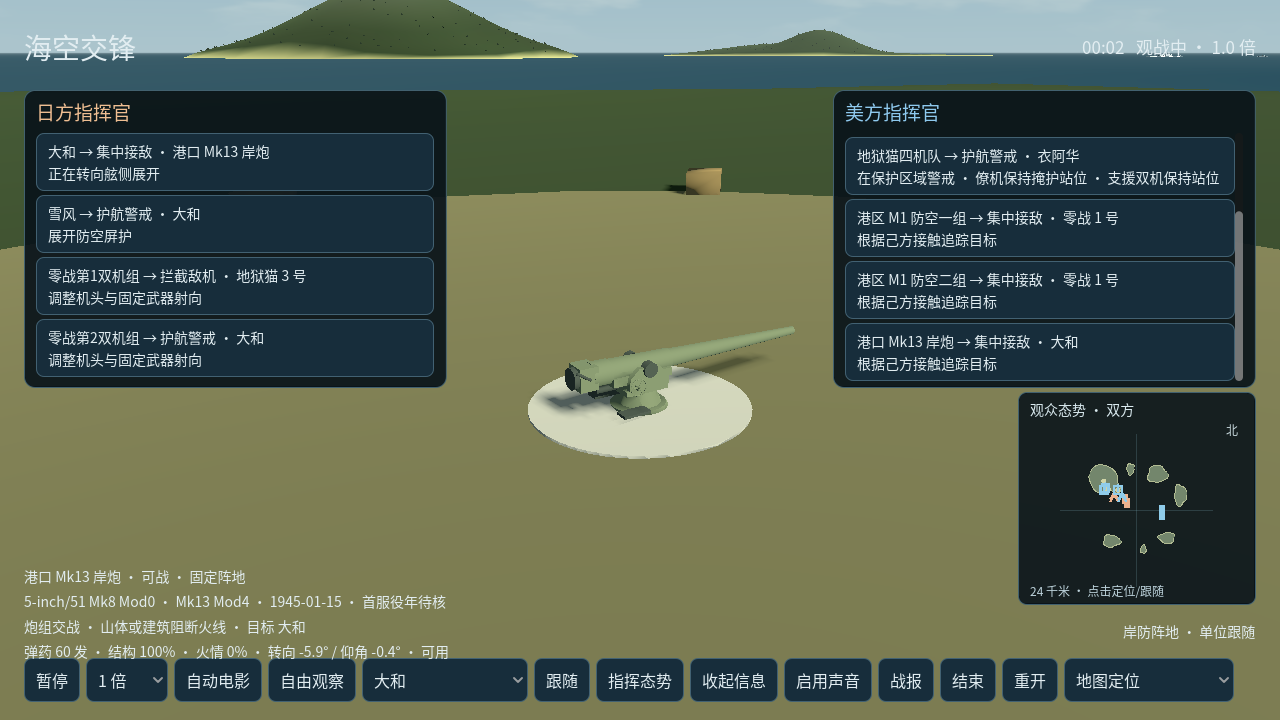 海空交锋
00:02 观战中 · 1.0 倍
日方指挥官
大和 → 集中接敌 · 港口 Mk13 岸炮
正在转向舷侧展开
雪风 → 护航警戒 · 大和
展开防空屏护
零战第1双机组 → 拦截敌机 · 地狱猫 3 号
调整机头与固定武器射向
零战第2双机组 → 护航警戒 · 大和
调整机头与固定武器射向
美方指挥官
地狱猫四机队 → 护航警戒 · 衣阿华
在保护区域警戒 · 僚机保持掩护站位 · 支援双机保持站位
港区 M1 防空一组 → 集中接敌 · 零战 1 号
根据己方接触追踪目标
港区 M1 防空二组 → 集中接敌 · 零战 1 号
根据己方接触追踪目标
港口 Mk13 岸炮 → 集中接敌 · 大和
根据己方接触追踪目标
观众态势 · 双方
北
24 千米 · 点击定位/跟随
岸防阵地 · 单位跟随
港口 Mk13 岸炮 · 可战 · 固定阵地
5-inch/51 Mk8 Mod0 · Mk13 Mod4 · 1945-01-15 · 首服役年待核
炮组交战 · 山体或建筑阻断火线 · 目标 大和
弹药 60 发 · 结构 100% · 火情 0% · 转向 -5.9° / 仰角 -0.4° · 可用
暂停 1 倍 自动电影 自由观察 大和 跟随 指挥态势 收起信息 启用声音 战报 结束 重开 地图定位